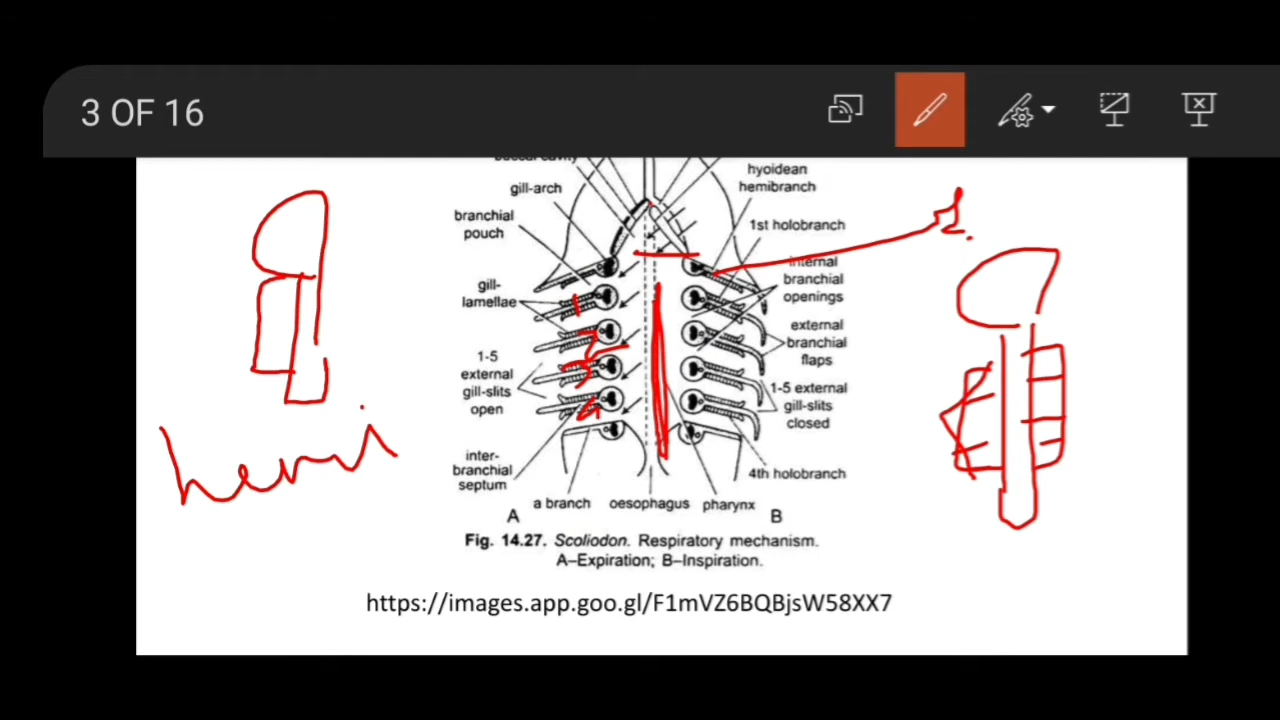 3 OF 16
buccal cavity
gill-arch
branchial
pouch
gill-
lamellae
1-5
external
gill-slits
open
inter-
branchial
septum
a branch
oesophagus
pharynx
hyoidean
hemibranch
1st holobranch
internal
branchial
openings
external
branchial
flaps
1-5 external
gill-slits
closed
4th holobranch
A
B
Fig. 14.27. Scoliodon. Respiratory mechanism.
A–Expiration; B–Inspiration.
https://images.app.goo.gl/F1mVZ6BQBjsW58XX7
hemi